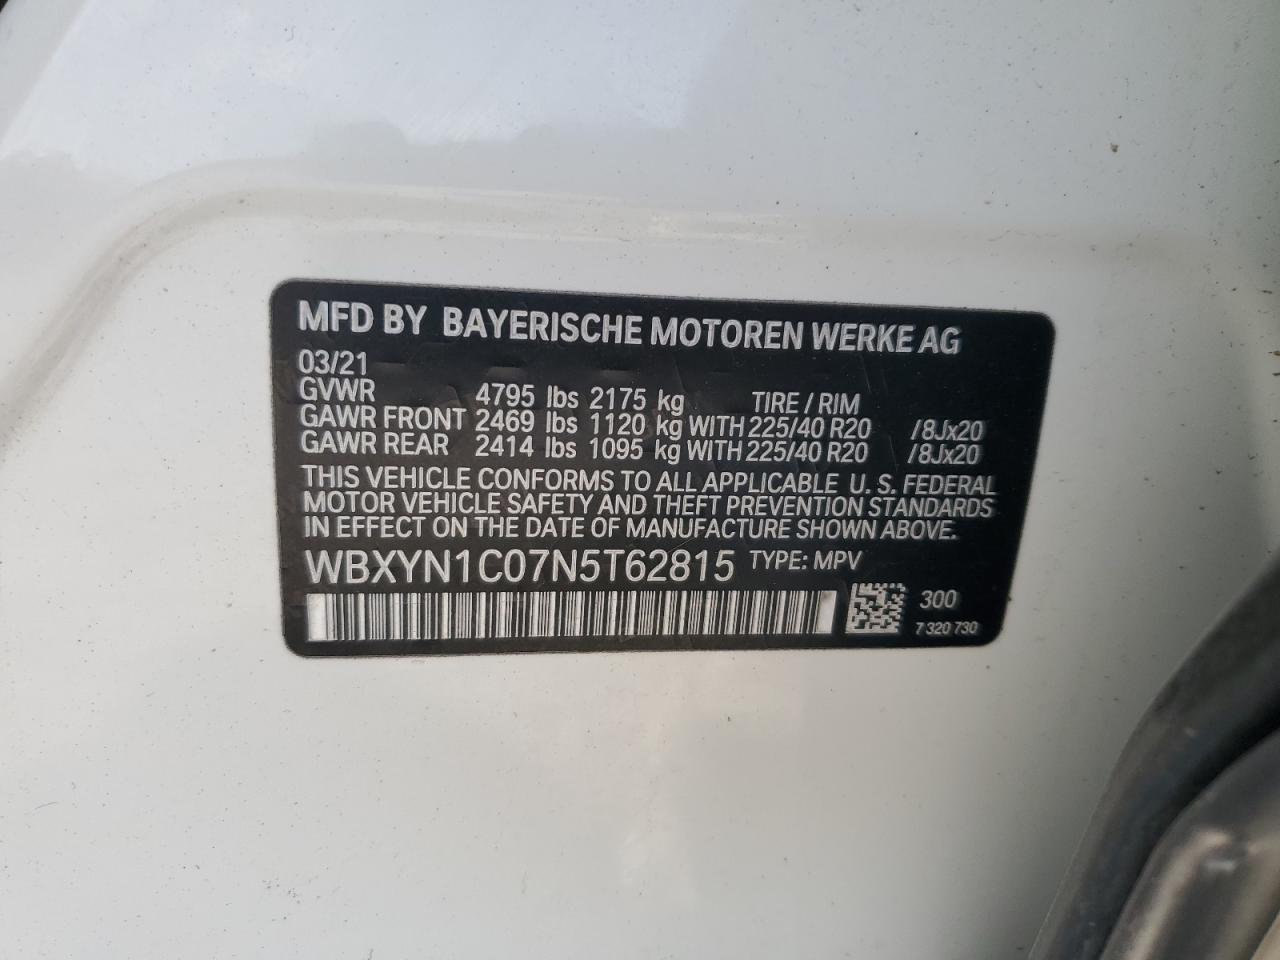 MFD BY BAYERISCHE MOTOREN WERKE AG
03/21
GVWR 4795 lbs 2175 kg TIRE / RIM
GAWR FRONT 2469 lbs 1120 kg WITH 225/40 R20 /8Jx20
GAWR REAR 2414 lbs 1095 kg WITH 225/40 R20 /8Jx20
THIS VEHICLE CONFORMS TO ALL APPLICABLE U. S. FEDERAL
MOTOR VEHICLE SAFETY AND THEFT PREVENTION STANDARDS
IN EFFECT ON THE DATE OF MANUFACTURE SHOWN ABOVE.
WBXYN1C07N5T62815 TYPE: MPV
300
7 320 730